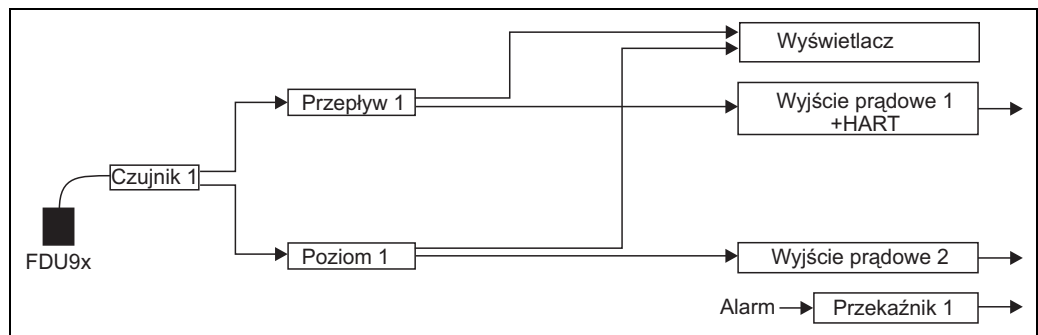 Wyświetlacz
Przepływ 1
Wyjście prądowe 1
+HART
Czujnik 1
FDU9x
Poziom 1
Wyjście prądowe 2
Alarm
Przekaźnik 1